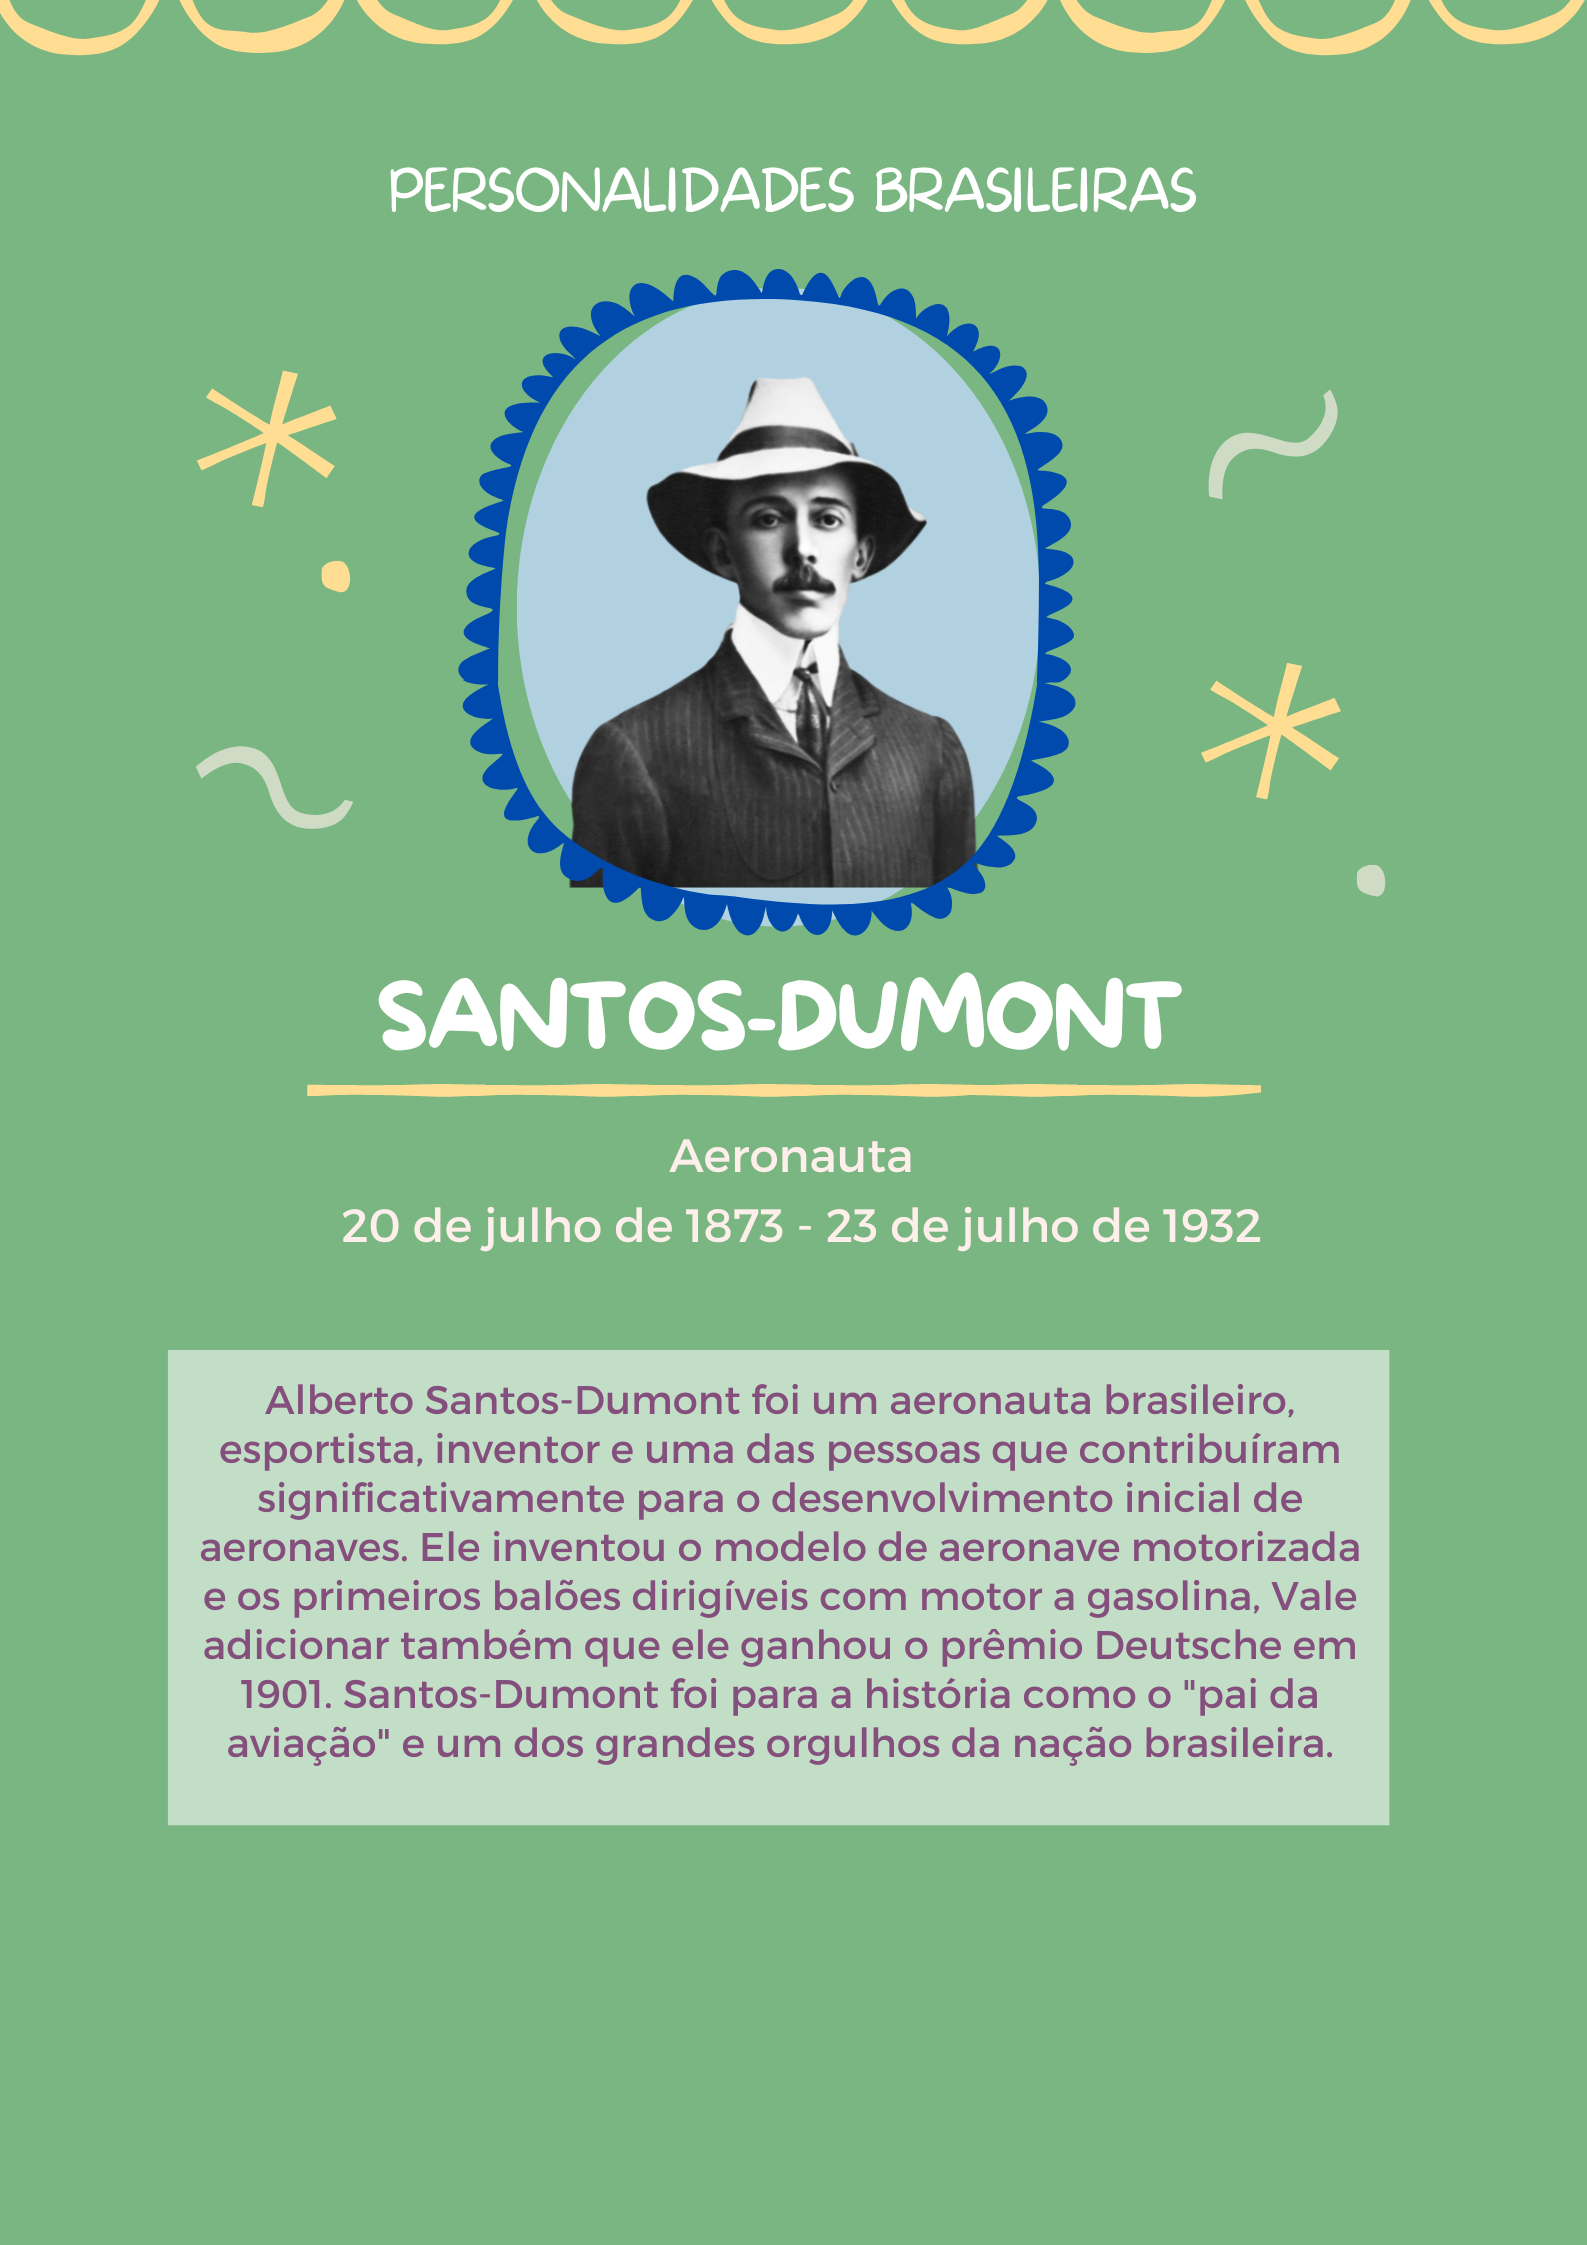 PERSONALIDADES BRASILEIRAS
SANTOS-DUMONT
Aeronauta
20 de julho de 1873 - 23 de julho de 1932
Alberto Santos-Dumont foi um aeronauta brasileiro,
esportista, inventor e uma das pessoas que contribuíram
significativamente para o desenvolvimento inicial de
aeronaves. Ele inventou o modelo de aeronave motorizada
e os primeiros balões dirigíveis com motor a gasolina, Vale
adicionar também que ele ganhou o prêmio Deutsche em
1901. Santos-Dumont foi para a história como o "pai da
aviação" e um dos grandes orgulhos da nação brasileira.